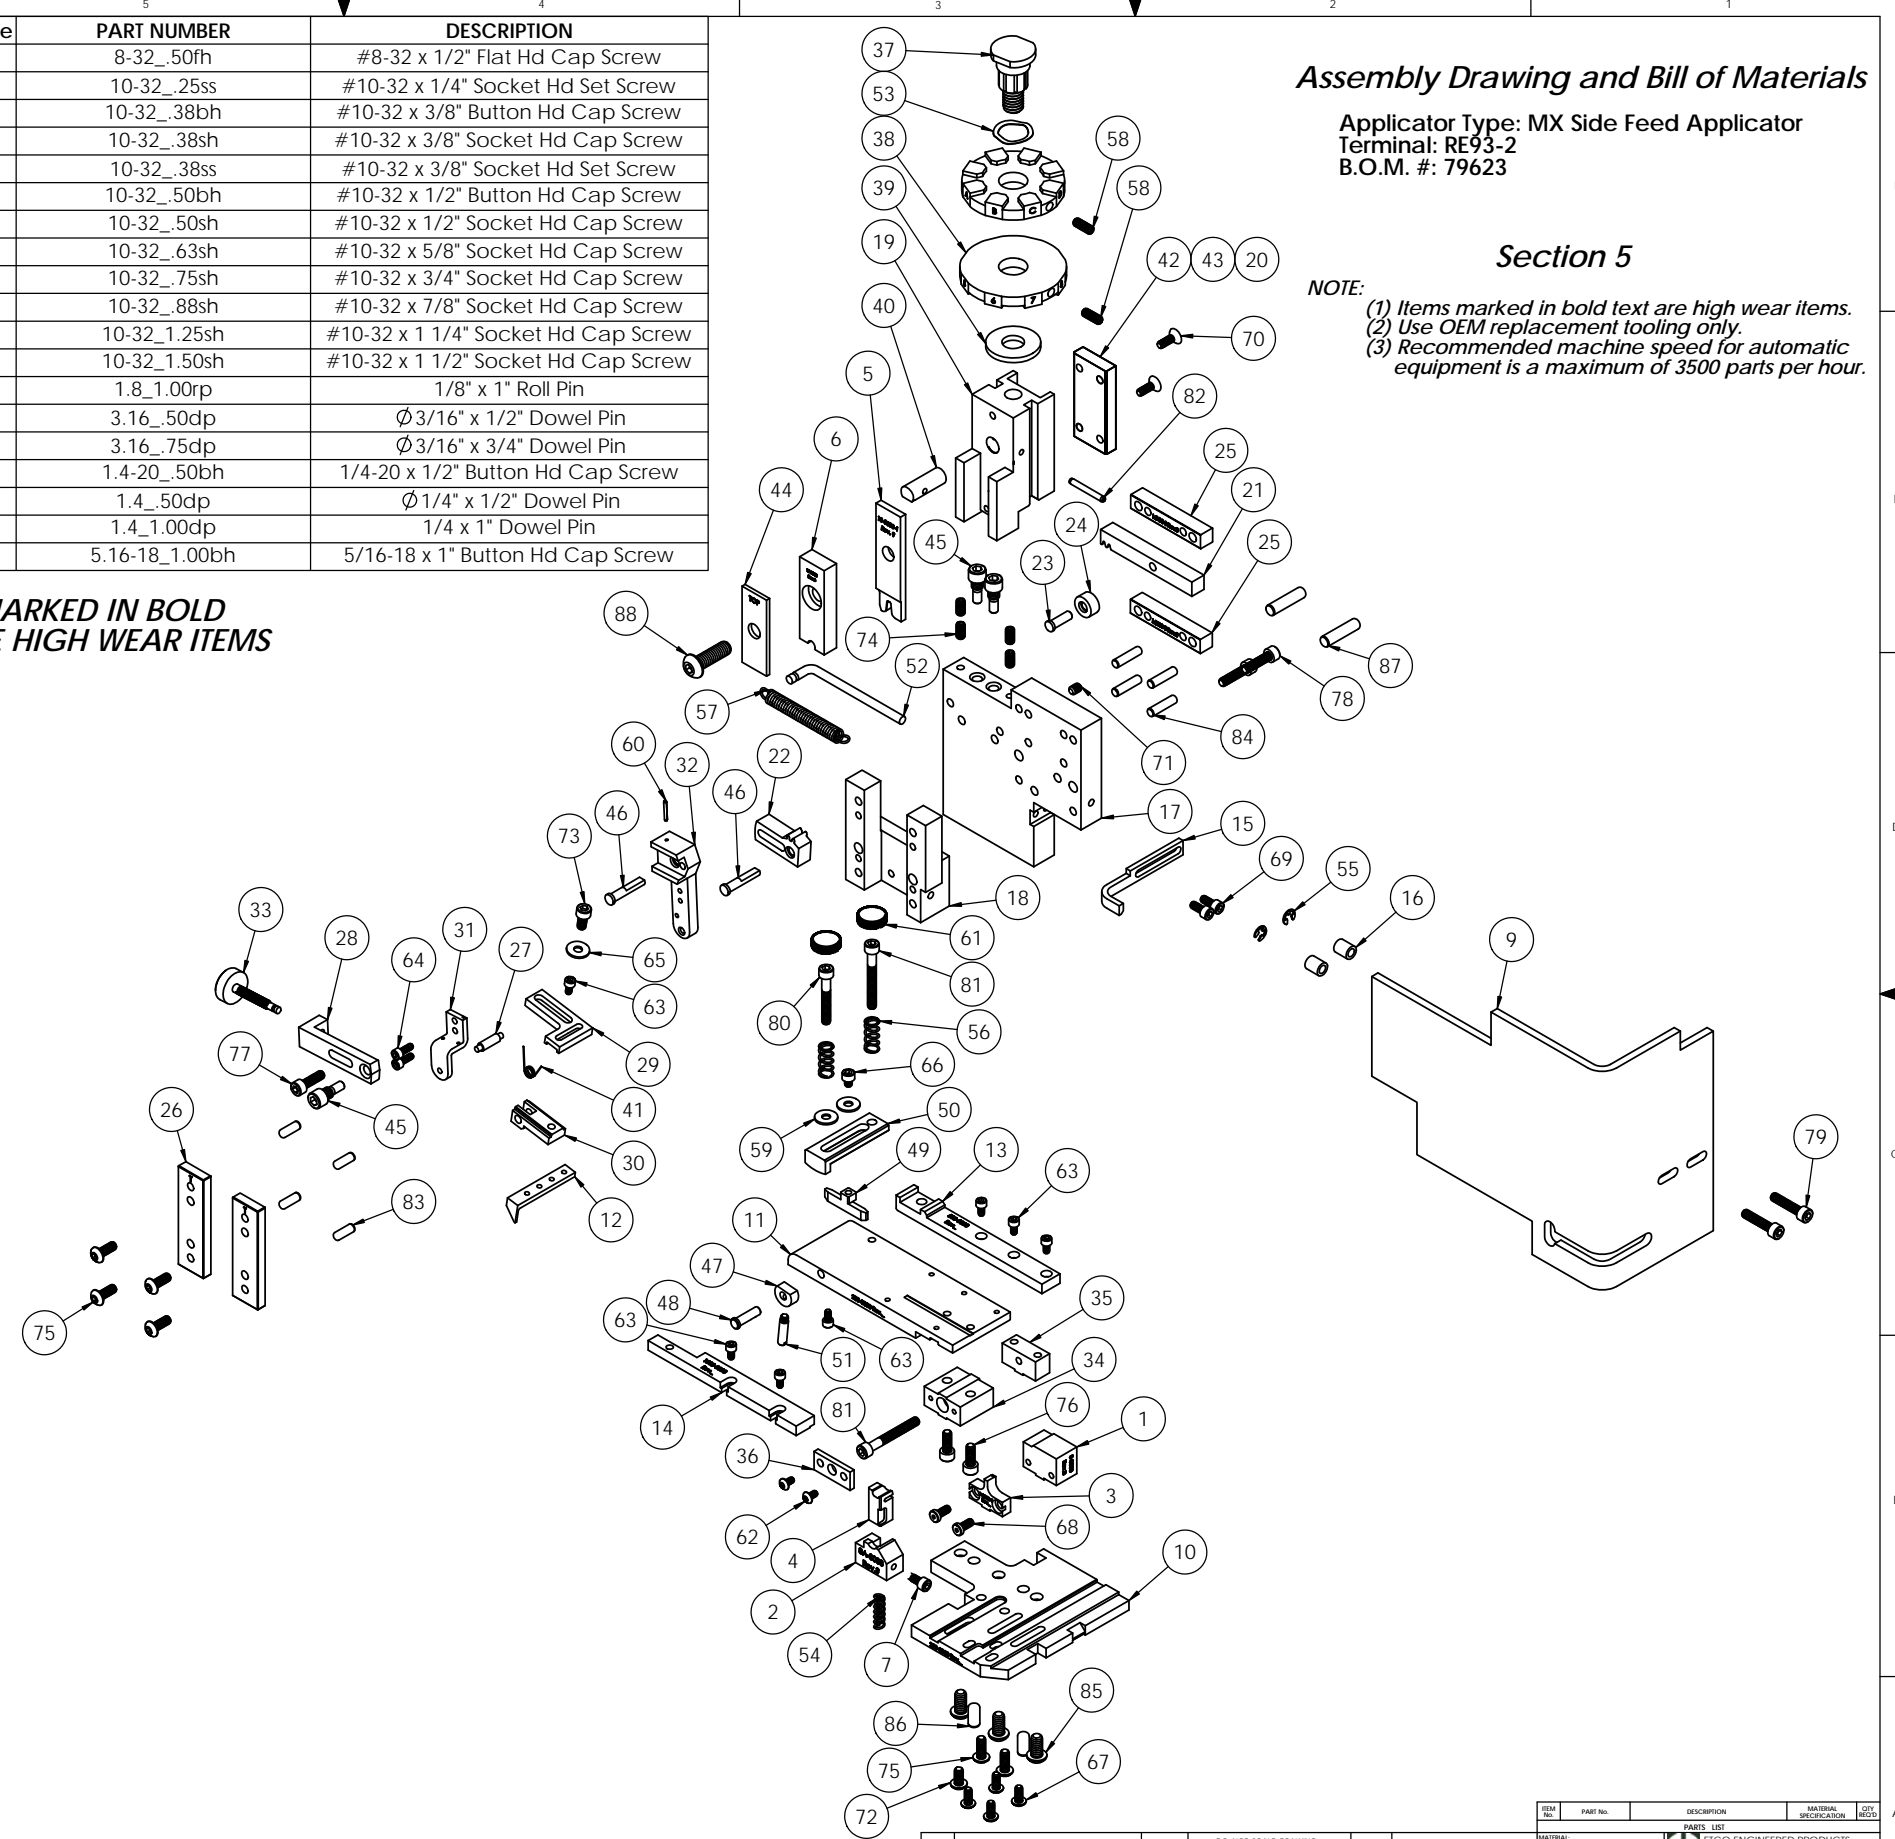 5 4 3 2 1
e PART NUMBER DESCRIPTION
8-32_.50fh #8-32 x 1/2" Flat Hd Cap Screw
10-32_.25ss #10-32 x 1/4" Socket Hd Set Screw
10-32_.38bh #10-32 x 3/8" Button Hd Cap Screw
10-32_.38sh #10-32 x 3/8" Socket Hd Cap Screw
10-32_.38ss #10-32 x 3/8" Socket Hd Set Screw
10-32_.50bh #10-32 x 1/2" Button Hd Cap Screw
10-32_.50sh #10-32 x 1/2" Socket Hd Cap Screw
10-32_.63sh #10-32 x 5/8" Socket Hd Cap Screw
10-32_.75sh #10-32 x 3/4" Socket Hd Cap Screw
10-32_.88sh #10-32 x 7/8" Socket Hd Cap Screw
10-32_1.25sh #10-32 x 1 1/4" Socket Hd Cap Screw
10-32_1.50sh #10-32 x 1 1/2" Socket Hd Cap Screw
1.8_1.00rp 1/8" x 1" Roll Pin
3.16_.50dp Ø3/16" x 1/2" Dowel Pin
3.16_.75dp Ø3/16" x 3/4" Dowel Pin
1.4-20_.50bh 1/4-20 x 1/2" Button Hd Cap Screw
1.4_.50dp Ø1/4" x 1/2" Dowel Pin
1.4_1.00dp 1/4 x 1" Dowel Pin
5.16-18_1.00bh 5/16-18 x 1" Button Hd Cap Screw
MARKED IN BOLD
E HIGH WEAR ITEMS
Assembly Drawing and Bill of Materials
Applicator Type: MX Side Feed Applicator
Terminal: RE93-2
B.O.M. #: 79623
Section 5
NOTE:
(1) Items marked in bold text are high wear items.
(2) Use OEM replacement tooling only.
(3) Recommended machine speed for automatic
equipment is a maximum of 3500 parts per hour.
37
53
38
58
39
58
B C
19
42 43 20
6 7
40
70
5
82
6
25
44
21
TOP
45
24
25
23
88
74
52
87
57
78
84
60
32
22
71
46
46
17
73
15
69
55
18
16
33
28
31
27
61
9
64
65
81
63
80
56
77
29
66
26
41
50
45
59
49
13
79
30
63
83
12
11
47
35
48
63
75
51
63
34
81
76
1
14
36
3
62
68
4
10
2
54
7
85
86
75
67
72
D
C
A
ITEM No. PART No. DESCRIPTION MATERIAL SPECIFICATION QTY REQ'D
PARTS LIST
MATERIAL: